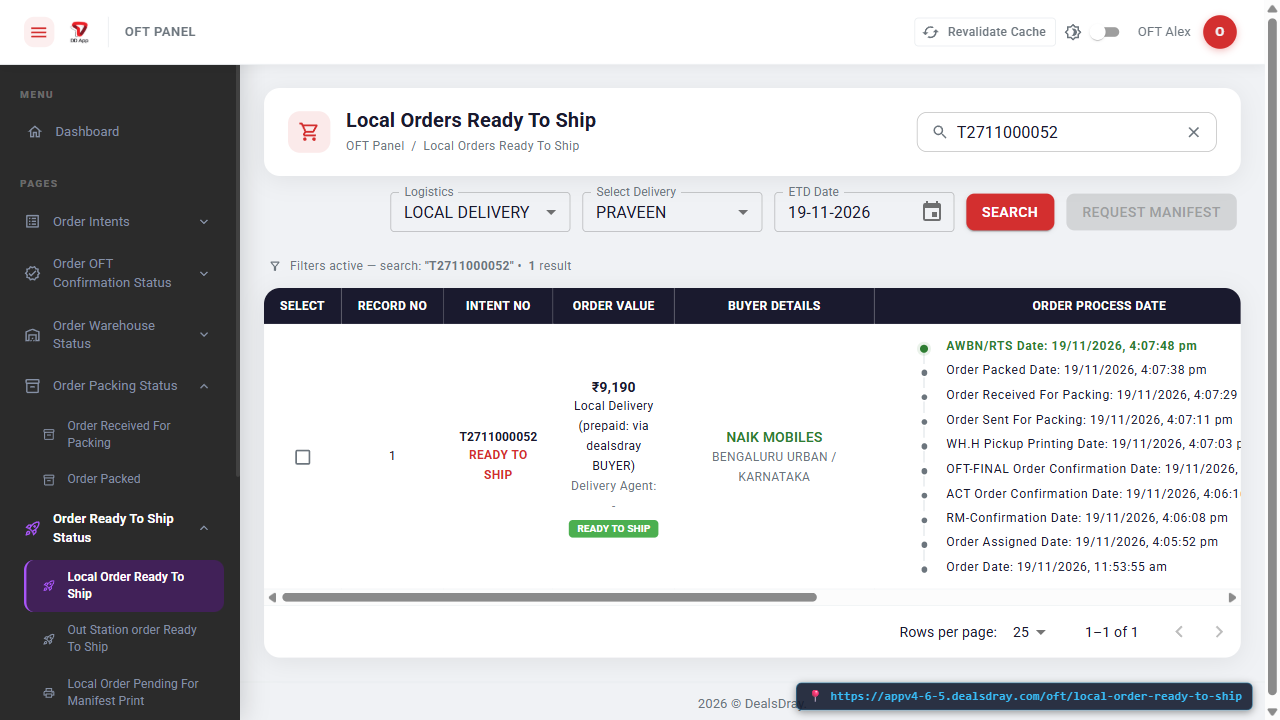 DD App
OFT PANEL
Revalidate Cache
OFT Alex
O
MENU
Dashboard
PAGES
Order Intents
Order OFT
Confirmation Status
Order Warehouse
Status
Order Packing Status
Order Received For
Packing
Order Packed
Order Ready To Ship
Status
Local Order Ready To
Ship
Out Station order Ready
To Ship
Local Order Pending For
Manifest Print
Local Orders Ready To Ship
OFT Panel / Local Orders Ready To Ship
T2711000052
Logistics
LOCAL DELIVERY
Select Delivery
PRAVEEN
ETD Date
19-11-2026
SEARCH
REQUEST MANIFEST
Filters active — search: "T2711000052" • 1 result
SELECT RECORD NO INTENT NO ORDER VALUE BUYER DETAILS ORDER PROCESS DATE
1
T2711000052
READY TO
SHIP
₹9,190
Local Delivery
(prepaid: via
dealsdray
BUYER)
Delivery Agent:
-
READY TO SHIP
NAIK MOBILES
BENGALURU URBAN /
KARNATAKA
AWBN/RTS Date: 19/11/2026, 4:07:48 pm
Order Packed Date: 19/11/2026, 4:07:38 pm
Order Received For Packing: 19/11/2026, 4:07:29
Order Sent For Packing: 19/11/2026, 4:07:11 pm
WH.H Pickup Printing Date: 19/11/2026, 4:07:03 p
OFT-FINAL Order Confirmation Date: 19/11/2026,
ACT Order Confirmation Date: 19/11/2026, 4:06:1
RM-Confirmation Date: 19/11/2026, 4:06:08 pm
Order Assigned Date: 19/11/2026, 4:05:52 pm
Order Date: 19/11/2026, 11:53:55 am
Rows per page: 25 1–1 of 1
2026 © DealsDray
https://appv4-6-5.dealsdray.com/oft/local-order-ready-to-ship